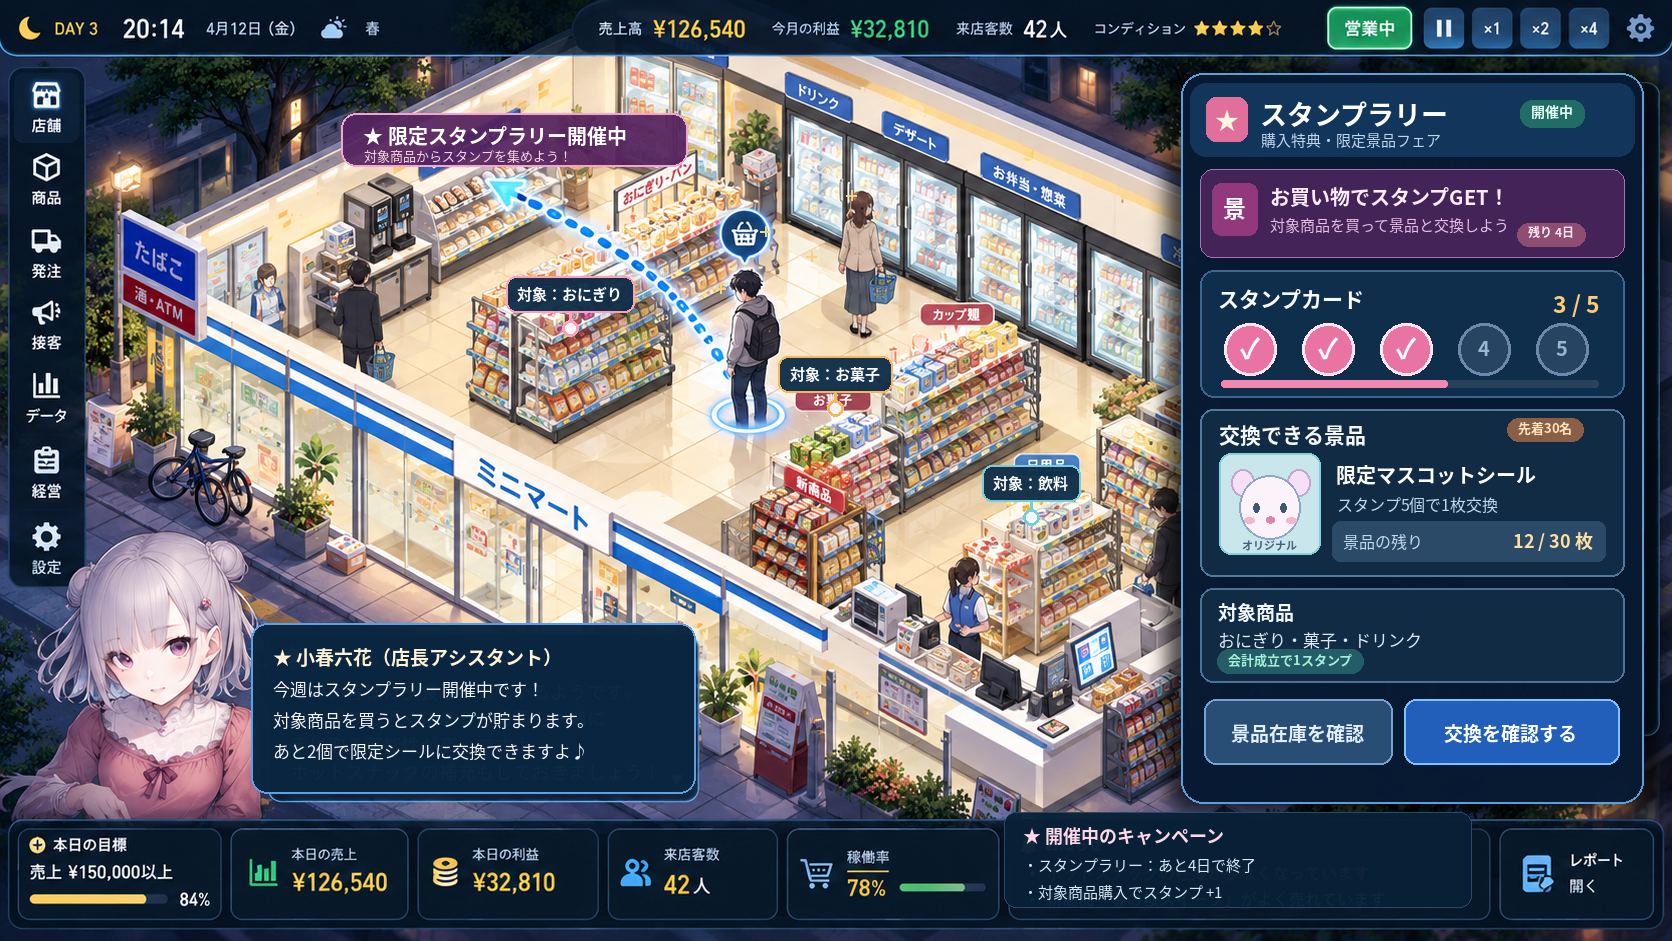 DAY 3
20:14
4月12日（金）
春
売上高 ¥126,540
今月の利益 ¥32,810
来店客数 42人
コンディション ★★★★☆
営業中
×1
×2
×4
店舗
商品
発注
接客
データ
経営
設定
★ 限定スタンプラリー開催中
対象商品からスタンプを集めよう！
ドリンク
デザート
お弁当・惣菜
おにぎり・パン
たばこ
酒・ATM
対象：おにぎり
カップ麺
対象：お菓子
お菓子
新商品
日用品
対象：飲料
ミニマート
★ 小春六花（店長アシスタント）
今週はスタンプラリー開催中です！
対象商品を買うとスタンプが貯まります。
あと2個で限定シールに交換できますよ♪
★ スタンプラリー
開催中
購入特典・限定景品フェア
景
お買い物でスタンプGET！
対象商品を買って景品と交換しよう
残り 4日
スタンプカード
3 / 5
✓ ✓ ✓ 4 5
交換できる景品
先着30名
オリジナル
限定マスコットシール
スタンプ5個で1枚交換
景品の残り 12 / 30 枚
対象商品
おにぎり・菓子・ドリンク
会計成立で1スタンプ
景品在庫を確認
交換を確認する
本日の目標
売上 ¥150,000以上
84%
本日の売上
¥126,540
本日の利益
¥32,810
来店客数
42人
稼働率
78%
★ 開催中のキャンペーン
・スタンプラリー：あと4日で終了
・対象商品購入でスタンプ +1
レポート
開く